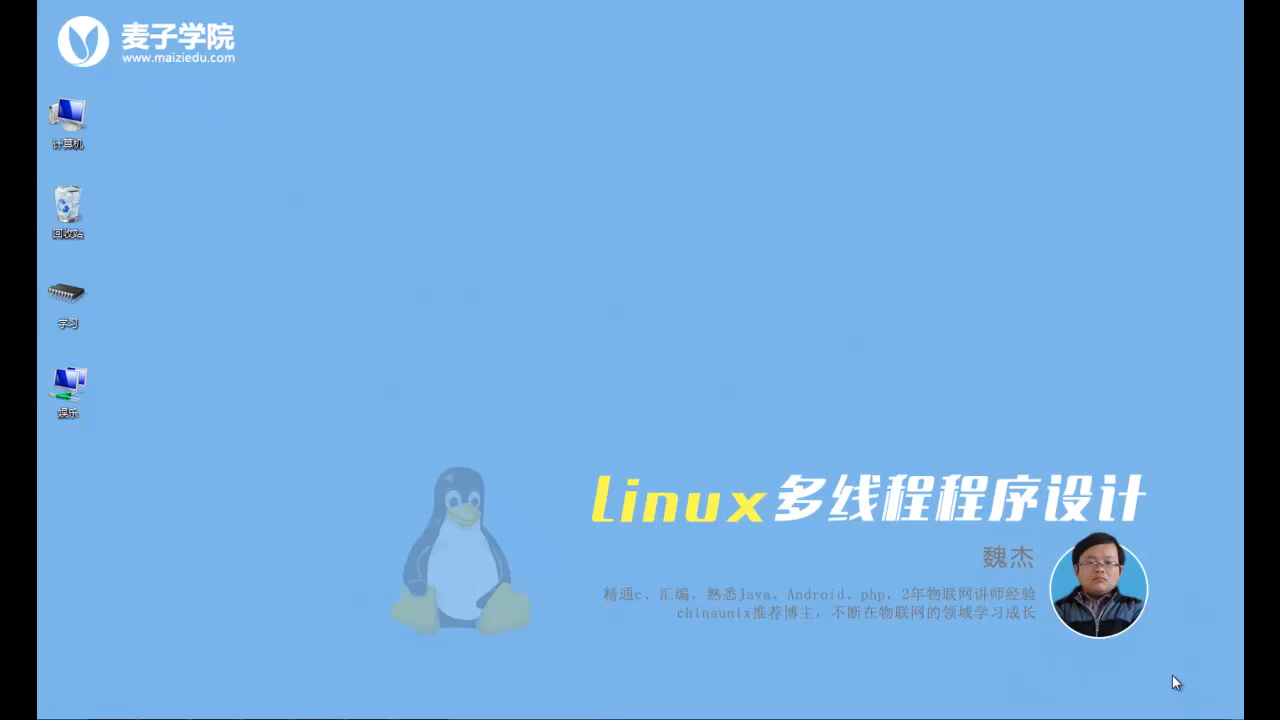 麦子学院
www.maiziedu.com
计算机
回收站
学习
娱乐
Linux多线程程序设计
魏杰
精通c、汇编，熟悉Java、Android、php，2年物联网讲师经验
chinaunix推荐博主，不断在物联网的领域学习成长